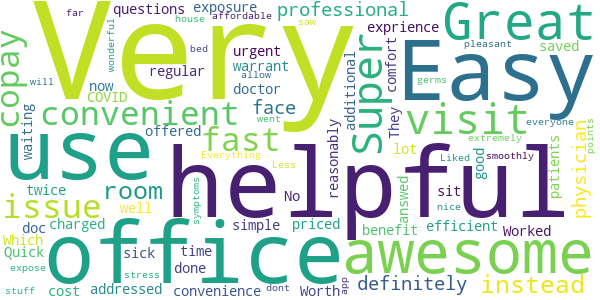 far
house
affordable
saw
Very
questions
exposure
professional
Great
wonderful
bed
urgent
exprience
pleasant
will
regular
allow
warrant
comfort
super
Easy
saved
copay
now
COVID
doctor
germs
convenient
went
face
additional
visit
everyone
waiting
offered
They
extremely
points
use
fast
lot
physician
Everything
Less
reasonably
good
Liked
smoothly
helpful
patients
room
twice
No
sit
answed
nice
issue
well
symptoms
simple
priced
benefit
efficient
Worked
doc
charged
office
awesome
Which
time
Quick
sick
done
addressed
stress
app
definitely
instead
expose
stuff
cost
convenience
dont
Worth